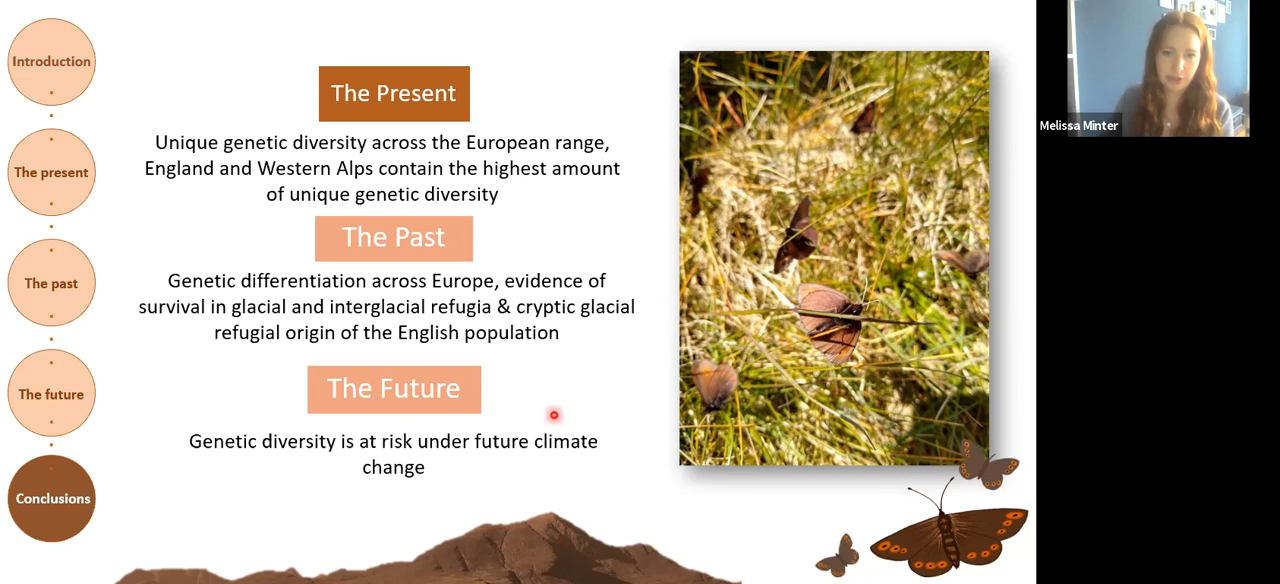 Introduction
The present
The past
The future
Conclusions
The Present
Unique genetic diversity across the European range,
England and Western Alps contain the highest amount
of unique genetic diversity
The Past
Genetic differentiation across Europe, evidence of
survival in glacial and interglacial refugia & cryptic glacial
refugial origin of the English population
The Future
Genetic diversity is at risk under future climate
change
Melissa Minter